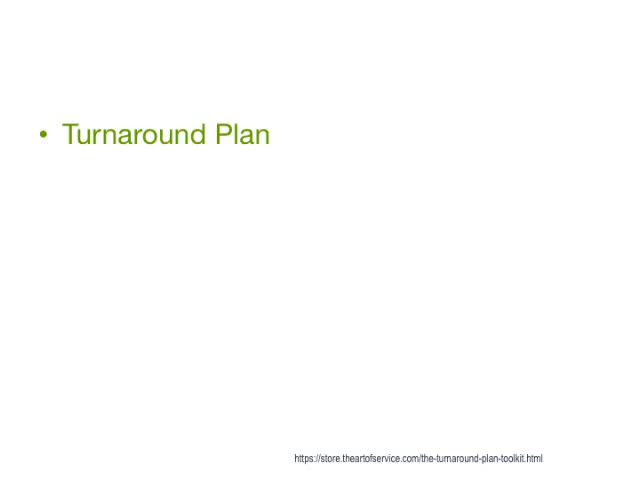 • Turnaround Plan
https://store.theartofservice.com/the-turnaround-plan-toolkit.html